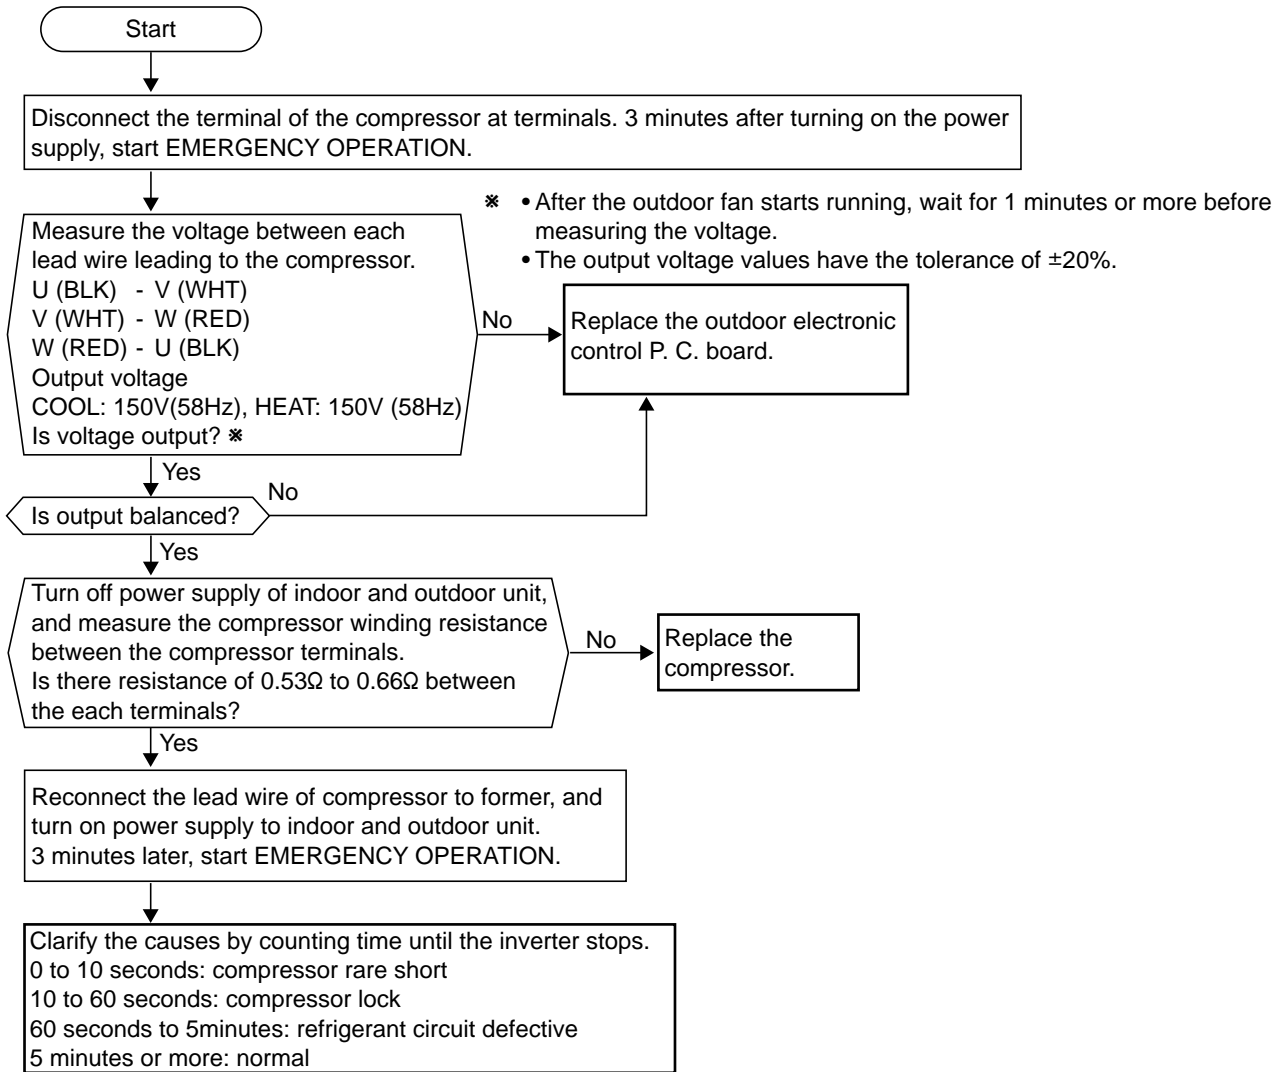 Start
Disconnect the terminal of the compressor at terminals. 3 minutes after turning on the power
supply, start EMERGENCY OPERATION.
※ • After the outdoor fan starts running, wait for 1 minutes or more before
measuring the voltage.
• The output voltage values have the tolerance of ±20%.
Measure the voltage between each
lead wire leading to the compressor.
U (BLK) - V (WHT)
V (WHT) - W (RED)
W (RED) - U (BLK)
Output voltage
COOL: 150V(58Hz), HEAT: 150V (58Hz)
Is voltage output? ※
No
Replace the outdoor electronic
control P. C. board.
Yes
No
Is output balanced?
Yes
Turn off power supply of indoor and outdoor unit,
and measure the compressor winding resistance
between the compressor terminals.
Is there resistance of 0.53Ω to 0.66Ω between
the each terminals?
No
Replace the
compressor.
Yes
Reconnect the lead wire of compressor to former, and
turn on power supply to indoor and outdoor unit.
3 minutes later, start EMERGENCY OPERATION.
Clarify the causes by counting time until the inverter stops.
0 to 10 seconds: compressor rare short
10 to 60 seconds: compressor lock
60 seconds to 5minutes: refrigerant circuit defective
5 minutes or more: normal